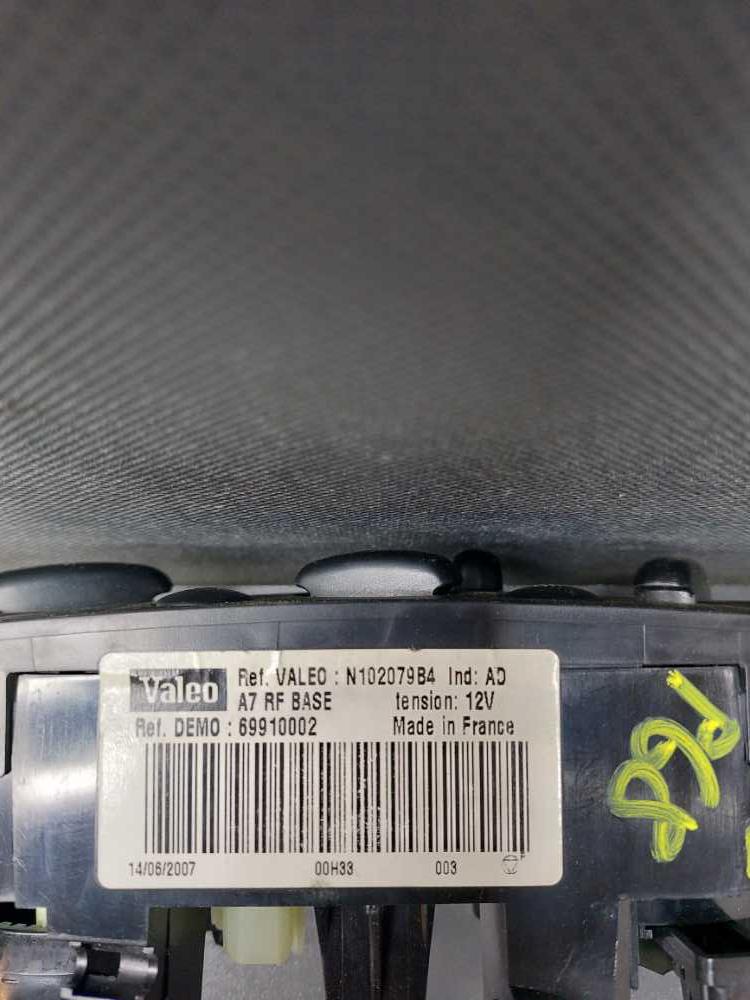 Valeo
Ref. VALEO : N102079B4 Ind: AD
A7 RF BASE tension: 12V
Ref. DEMO : 69910002 Made in France
14/06/2007 00H33 003